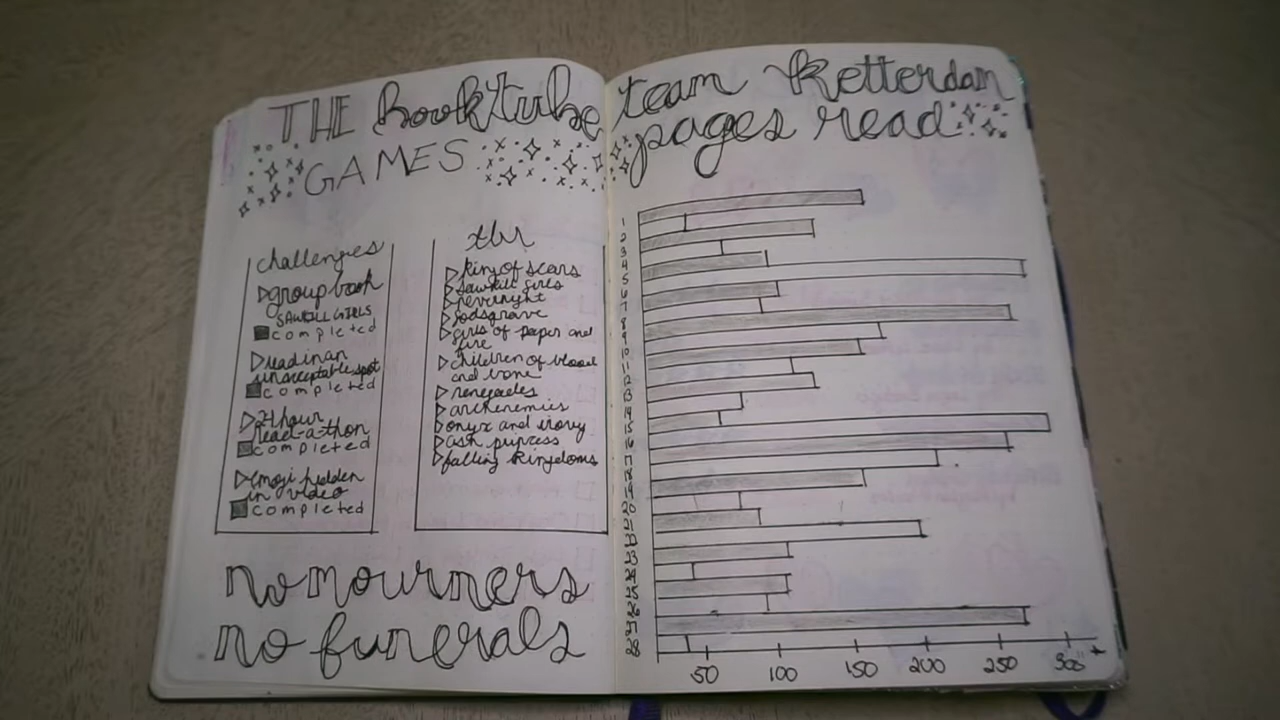 THE Booktube
GAMES
challenges
group book
SAWKILL GIRLS
completed
read in an
unacceptable spot
completed
24 hour
read-a-thon
completed
emoji hidden
in video
completed
tbr
king of scars
sawkill girls
nevernight
godsgrave
girls of paper and
fire
children of blood
and bone
renegades
archenemies
onyx and ivory
ash princess
falling kingdoms
no mourners
no funerals
team Ketterdam
pages read
1
2
3
4
5
6
7
8
9
10
11
12
13
14
15
16
17
18
19
20
21
22
23
24
25
26
27
28
50 100 150 200 250 300+